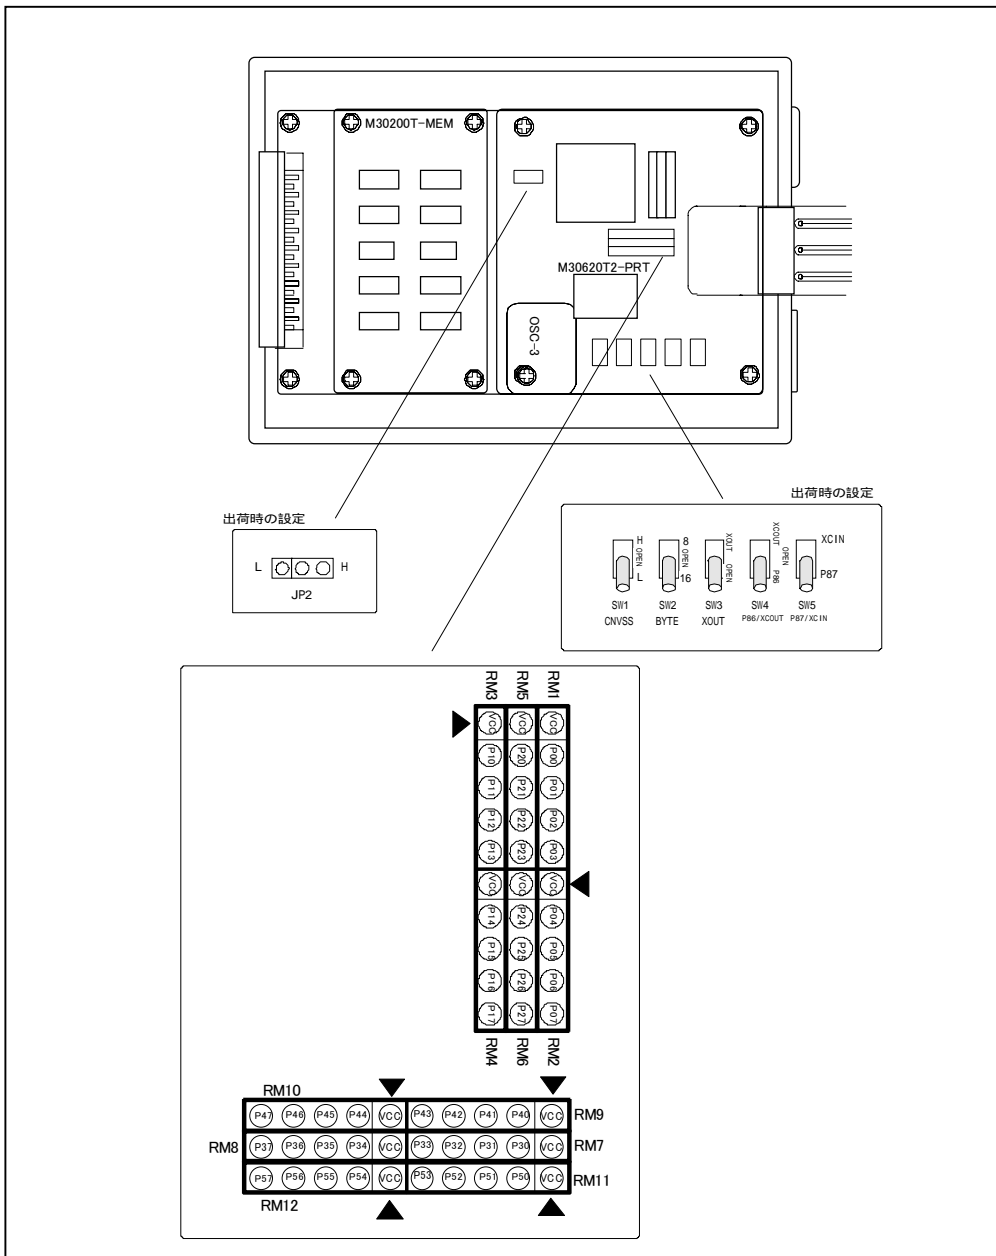 M30200T-MEM
M30620T2-PRT
OSC-3
出荷時の設定
L H
JP2
出荷時の設定
H OPEN L
8 OPEN 16
XOUT OPEN
XCOUT OPEN P86
XCIN P87
SW1 SW2 SW3 SW4 SW5
CNVSS BYTE XOUT P86/XCOUT P87/XCIN
RM3 RM5 RM1
VCC VCC VCC
P10 P20 P00
P11 P21 P01
P12 P22 P02
P13 P23 P03
VCC VCC VCC
P14 P24 P04
P15 P25 P05
P16 P26 P06
P17 P27 P07
RM4 RM6 RM2
RM10
P47 P46 P45 P44 VCC P43 P42 P41 P40 VCC RM9
RM8 P37 P36 P35 P34 VCC P33 P32 P31 P30 VCC RM7
P57 P56 P55 P54 VCC P53 P52 P51 P50 VCC RM11
RM12